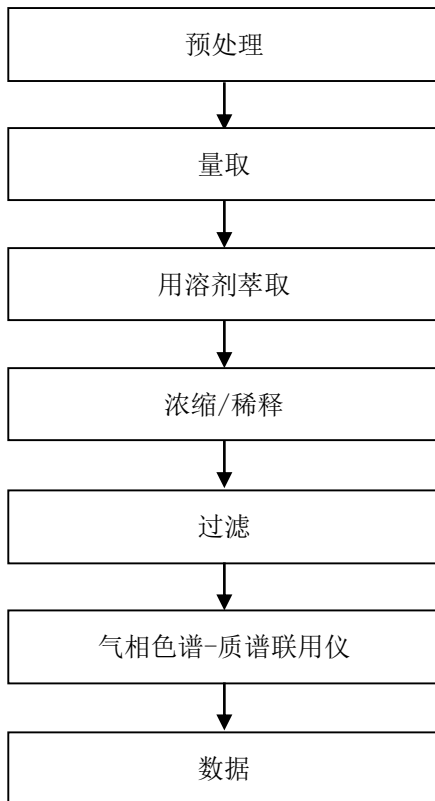 预处理
量取
用溶剂萃取
浓缩/稀释
过滤
气相色谱-质谱联用仪
数据